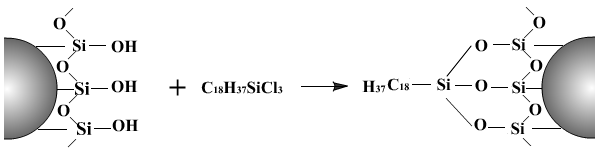 O O
Si — OH O — Si
O O
Si — OH + C₁₈H₃₇SiCl₃ H₃₇C₁₈ — Si — O — Si
O O
Si — OH O — Si